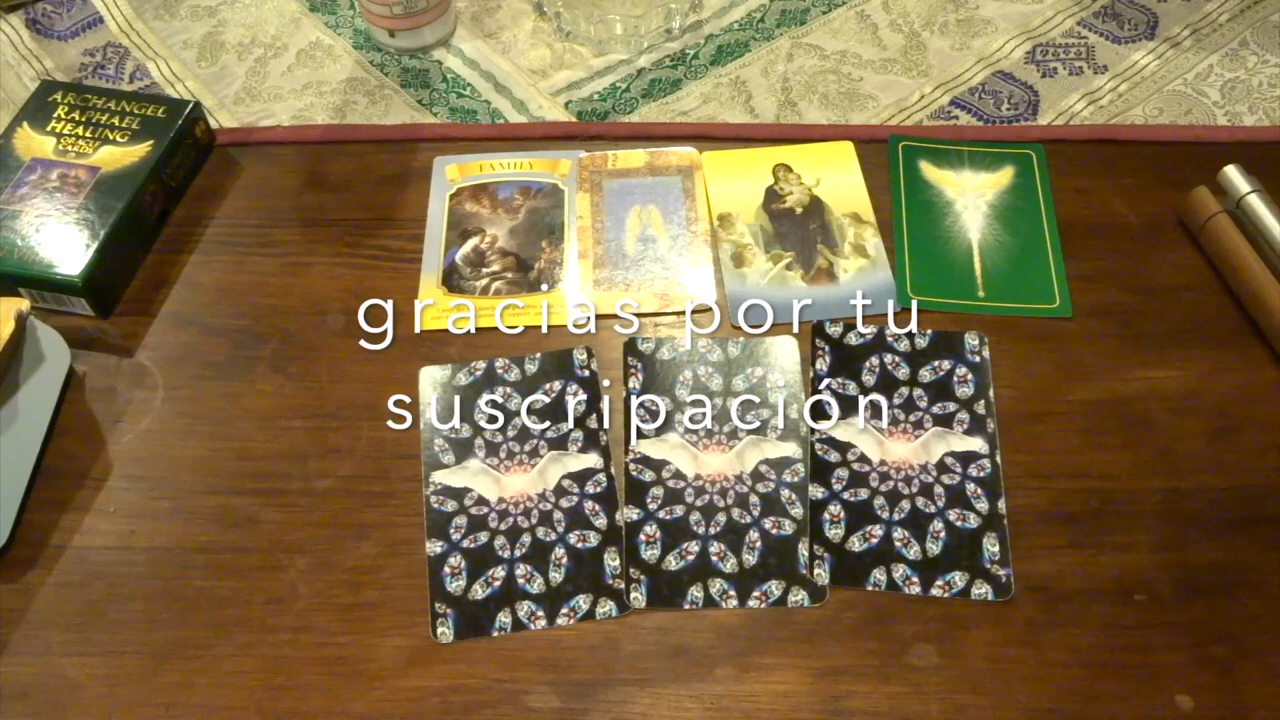 ARCHANGEL
RAPHAEL
HEALING
ORACLE
CARDS
FAMILY
gracias por tu
suscripación